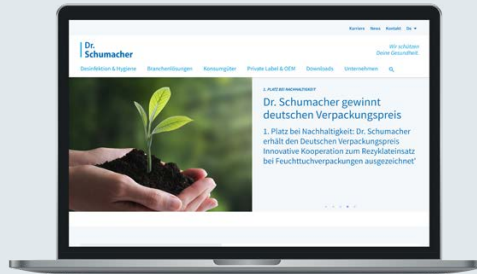 Karriere News Kontakt De
Dr.
Schumacher
Wir schützen
Deine Gesundheit.
Desinfektion & Hygiene Branchenlösungen Konsumgüter Private Label & OEM Downloads Unternehmen
1. PLATZ BEI NACHHALTIGKEIT
Dr. Schumacher gewinnt
deutschen Verpackungspreis
1. Platz bei Nachhaltigkeit: Dr. Schumacher
erhält den Deutschen Verpackungspreis
Innovative Kooperation zum Rezyklateinsatz
bei Feuchttuchverpackungen ausgezeichnet"